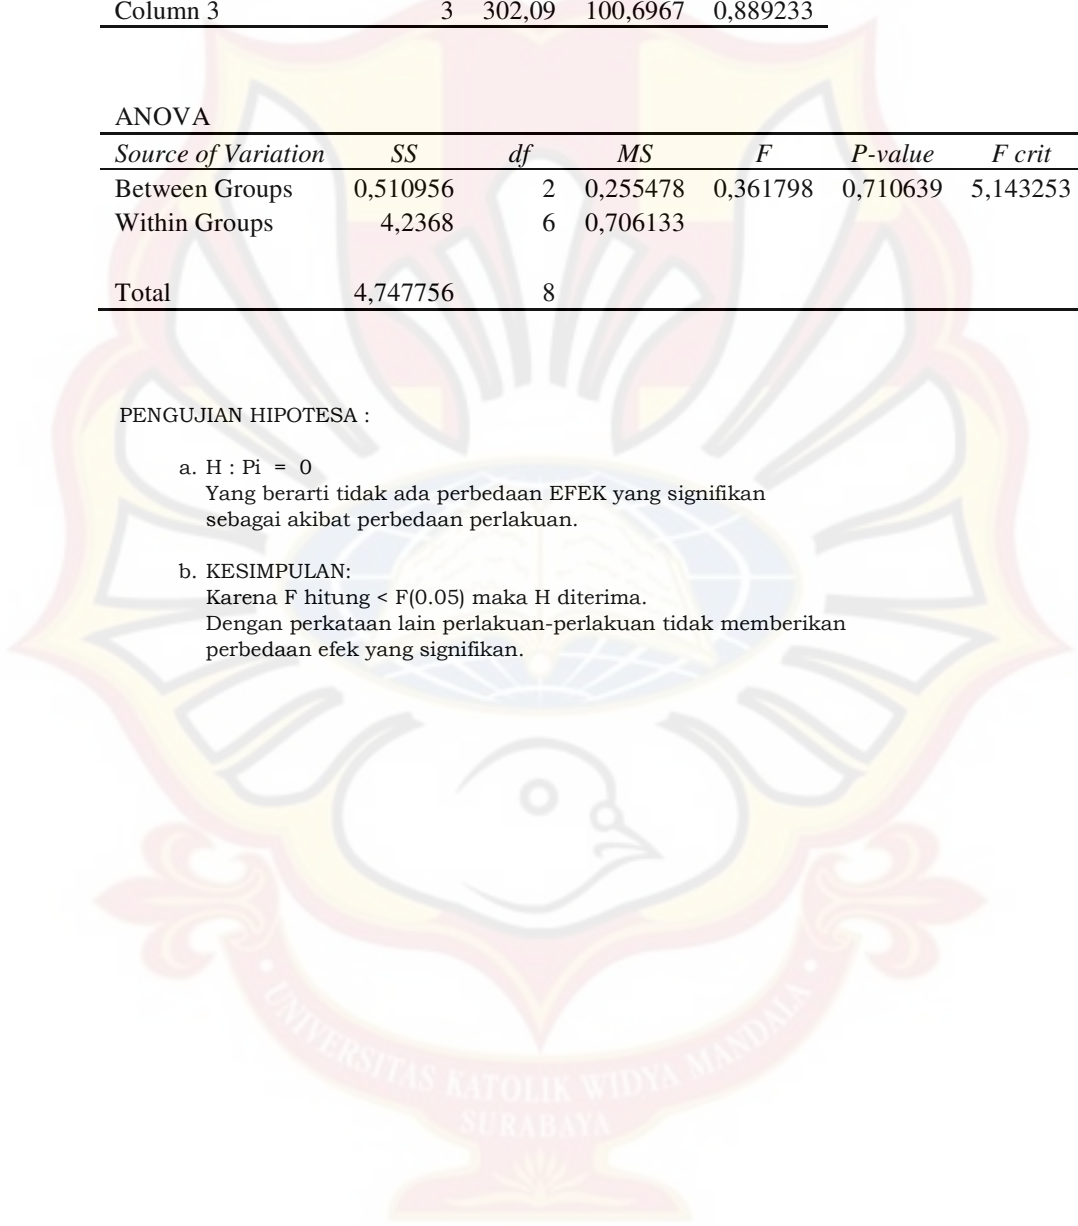 Column 3 3 302,09 100,6967 0,889233
ANOVA
Source of Variation SS df MS F P-value F crit
Between Groups 0,510956 2 0,255478 0,361798 0,710639 5,143253
Within Groups 4,2368 6 0,706133
Total 4,747756 8
PENGUJIAN HIPOTESA :
a. H : Pi = 0
Yang berarti tidak ada perbedaan EFEK yang signifikan
sebagai akibat perbedaan perlakuan.
b. KESIMPULAN:
Karena F hitung < F(0.05) maka H diterima.
Dengan perkataan lain perlakuan-perlakuan tidak memberikan
perbedaan efek yang signifikan.
UNIVERSITAS KATOLIK WIDYA MANDALA
SURABAYA